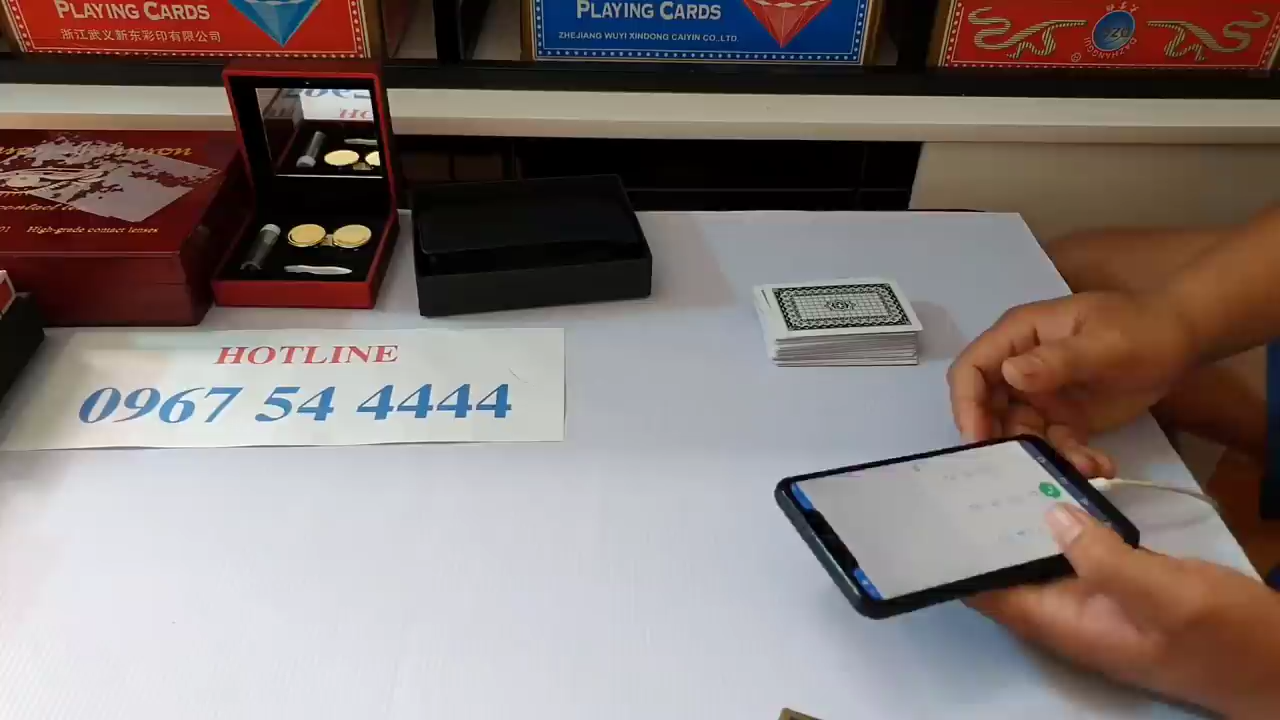 PLAYING CARDS
浙江武义新东彩印有限公司
PLAYING CARDS
ZHEJIANG WUYI XINDONG CAIYIN CO.,LTD.
High-grade contact lenses
HOTLINE
0967 54 4444